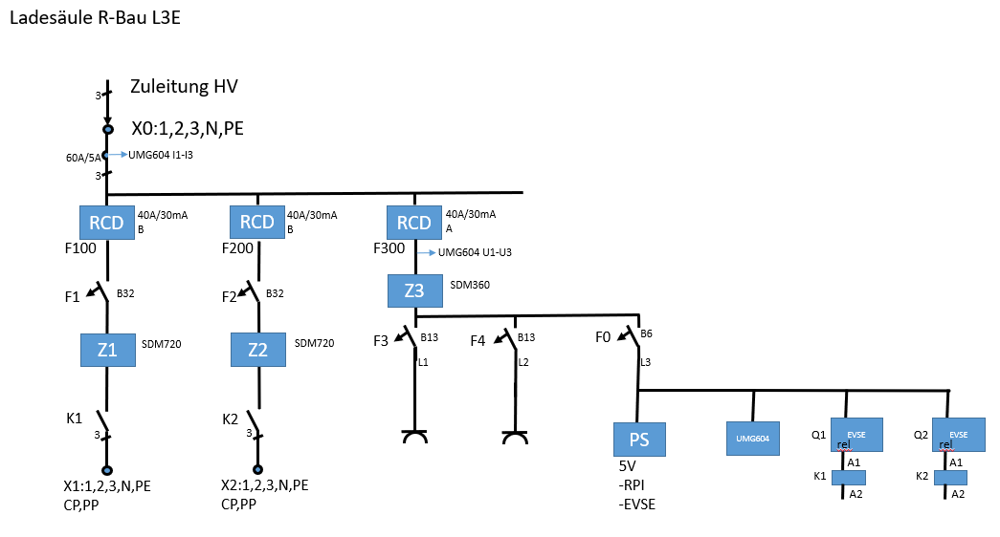 Ladesäule R-Bau L3E
Zuleitung HV
3
X0:1,2,3,N,PE
60A/5A
UMG604 I1-I3
3
RCD
40A/30mA
B
RCD
40A/30mA
B
RCD
40A/30mA
A
F100
F200
F300
UMG604 U1-U3
Z3
SDM360
F1
B32
F2
B32
F3
B13
L1
F4
B13
L2
F0
B6
L3
Z1
SDM720
Z2
SDM720
K1
3
K2
3
X1:1,2,3,N,PE
CP,PP
X2:1,2,3,N,PE
CP,PP
PS
5V
-RPI
-EVSE
UMG604
Q1
EVSE
rel
A1
K1
A2
Q2
EVSE
rel
A1
K2
A2